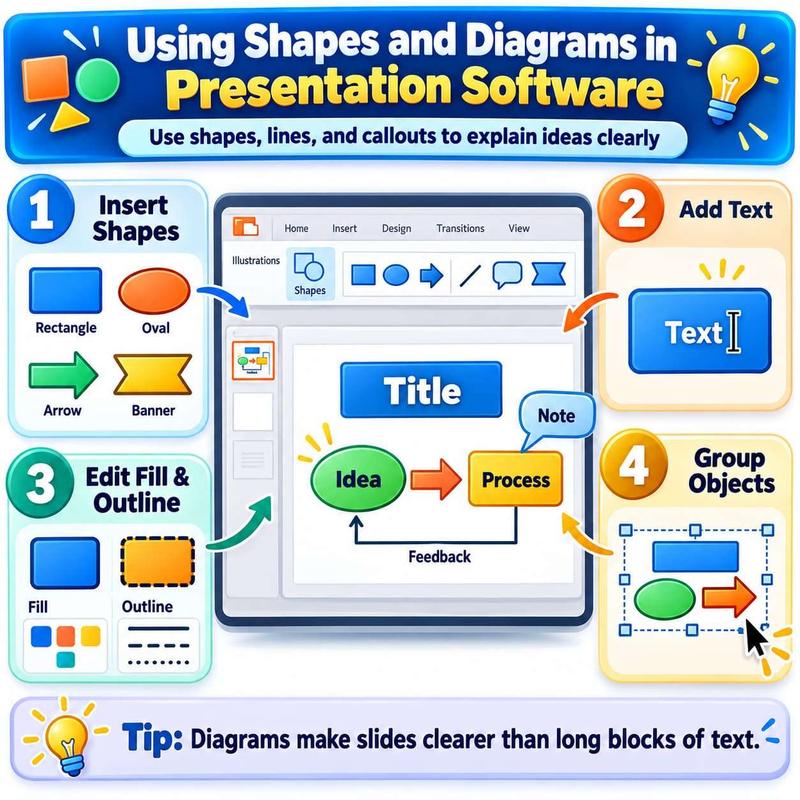 Using Shapes and Diagrams in
Presentation Software
Use shapes, lines, and callouts to explain ideas clearly
1
Insert
Shapes
Rectangle
Oval
Arrow
Banner
Home
Insert
Design
Transitions
View
Illustrations
Shapes
Title
Note
Idea
Process
Feedback
2
Add Text
Text
3
Edit Fill &
Outline
Fill
Outline
4
Group
Objects
Tip: Diagrams make slides clearer than long blocks of text.